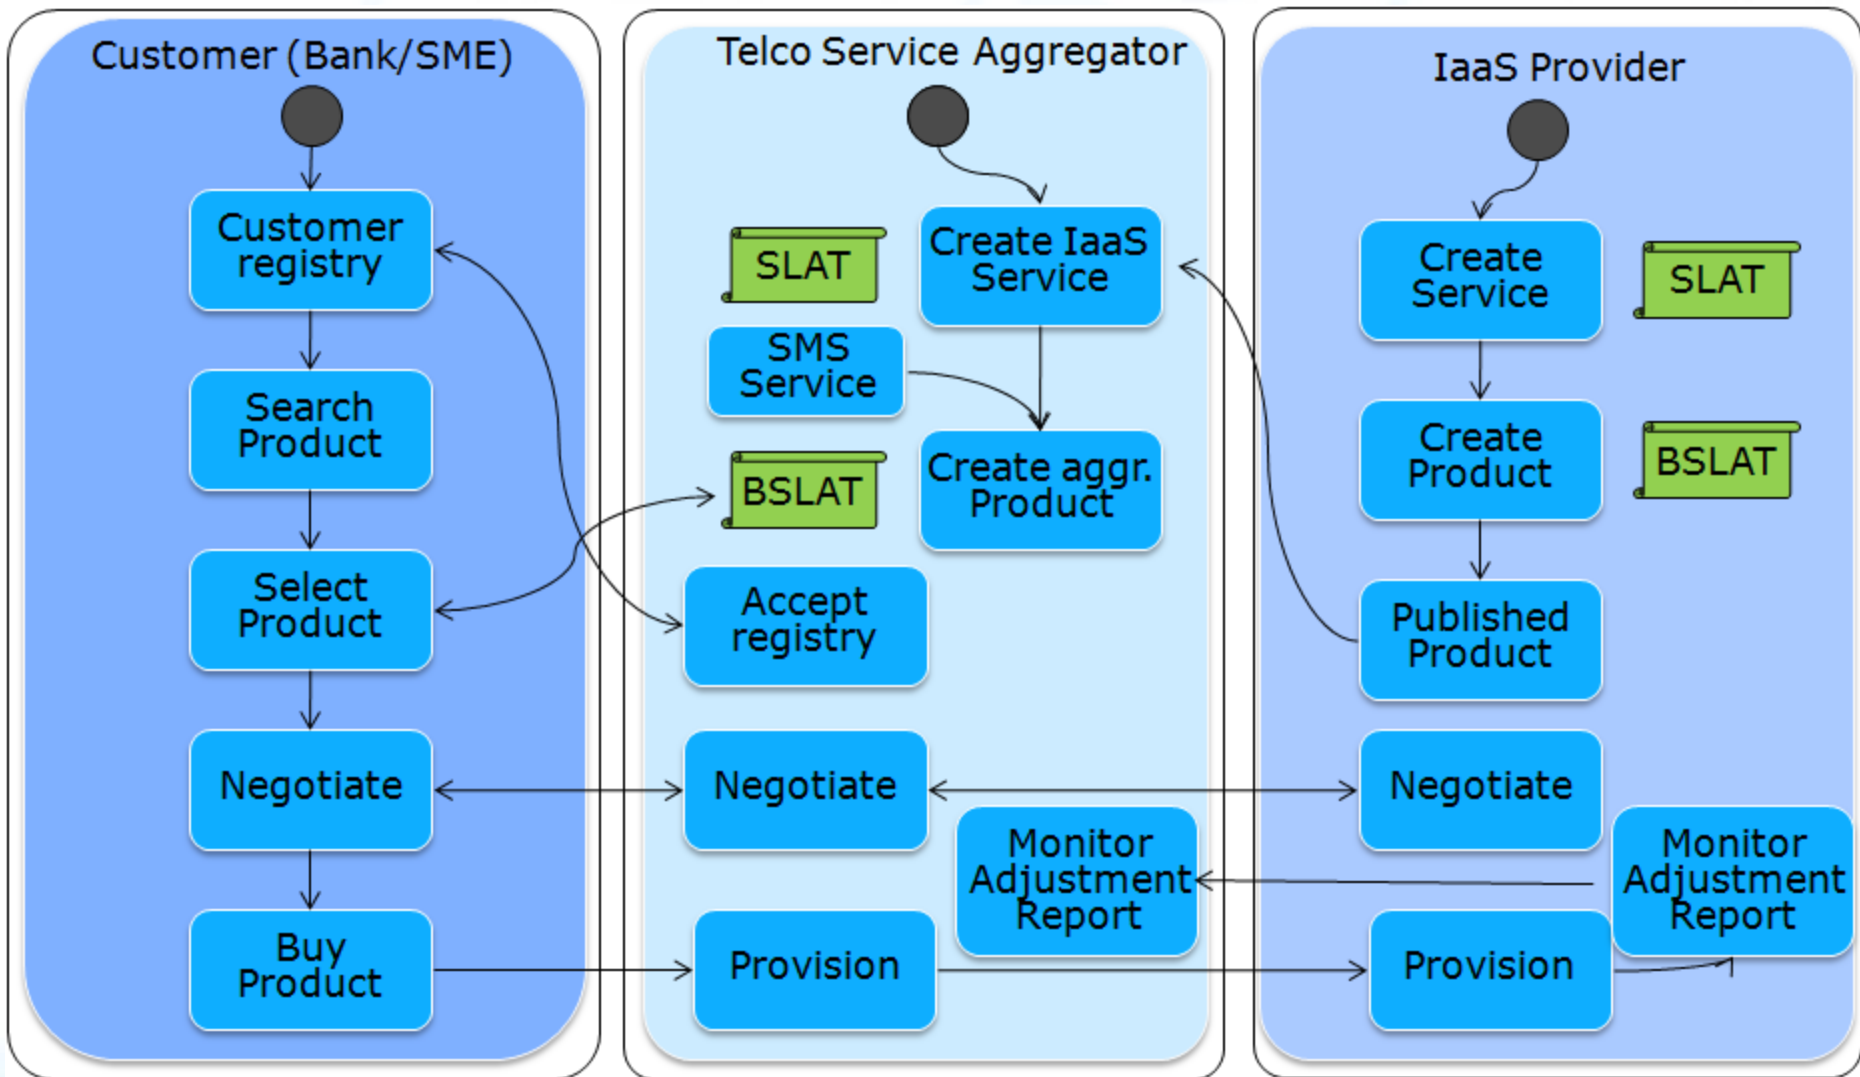 Customer (Bank/SME)
Customer
registry
Search
Product
Select
Product
Negotiate
Buy
Product
Telco Service Aggregator
SLAT
Create IaaS
Service
SMS
Service
BSLAT
Create aggr.
Product
Accept
registry
Negotiate
Monitor
Adjustment
Report
Provision
IaaS Provider
Create
Service
SLAT
Create
Product
BSLAT
Published
Product
Negotiate
Monitor
Adjustment
Report
Provision